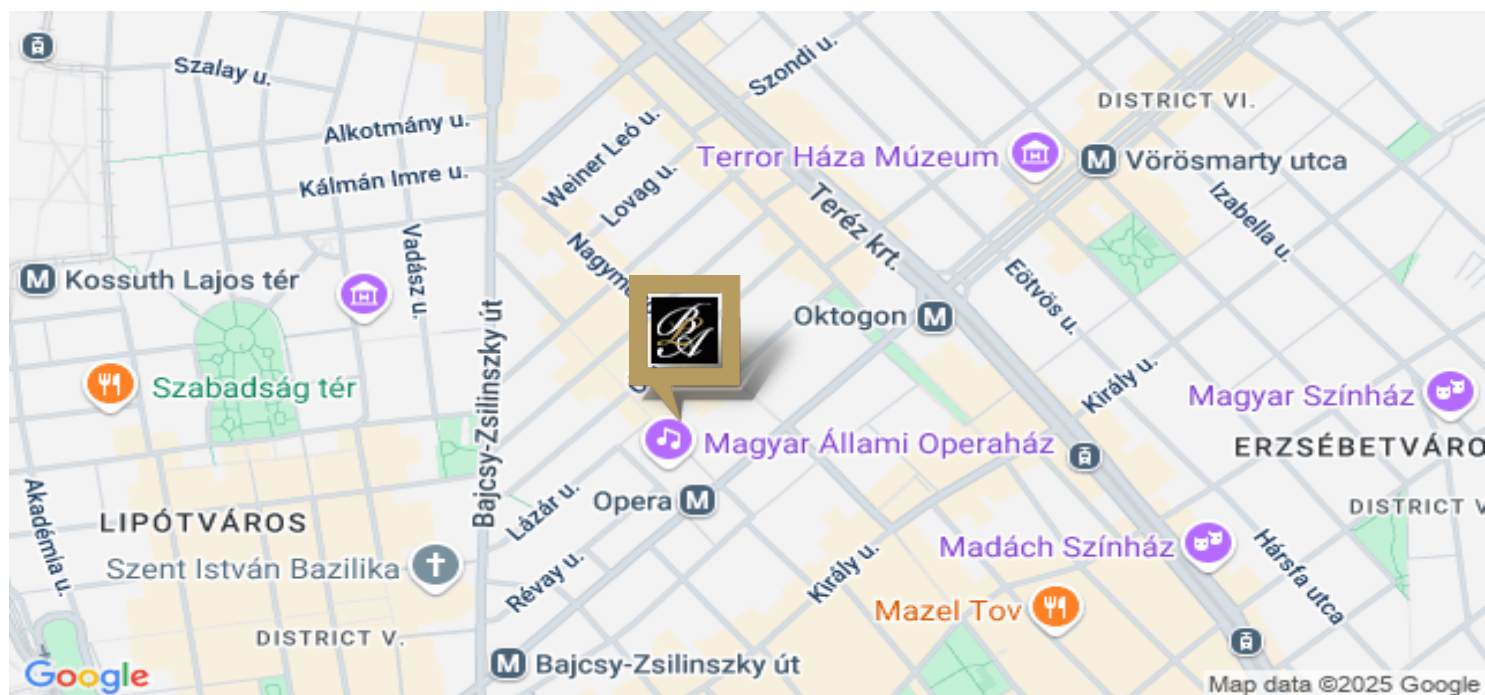 Szalay u.
Szondi u.
DISTRICT VI.
Alkotmány u.
Weiner Leó u.
Terror Háza Múzeum
M Vörösmarty utca
Kálmán Imre u.
Lovag u.
Izabella u.
Teréz krt.
Vadász u.
M Kossuth Lajos tér
Eötvös u.
Oktogon M
BLA
Bajcsy-Zsilinszky út
Szabadság tér
Király u.
Magyar Színház
Magyar Állami Operaház
Opera M
Lázár u.
Akadémia u.
LIPÓTVÁROS
Szent István Bazilika
Madách Színház
Hársfa utca
Révay u.
Király u.
Mazel Tov
DISTRICT V.
M Bajcsy-Zsilinszky út
Google
Map data ©2025 Google